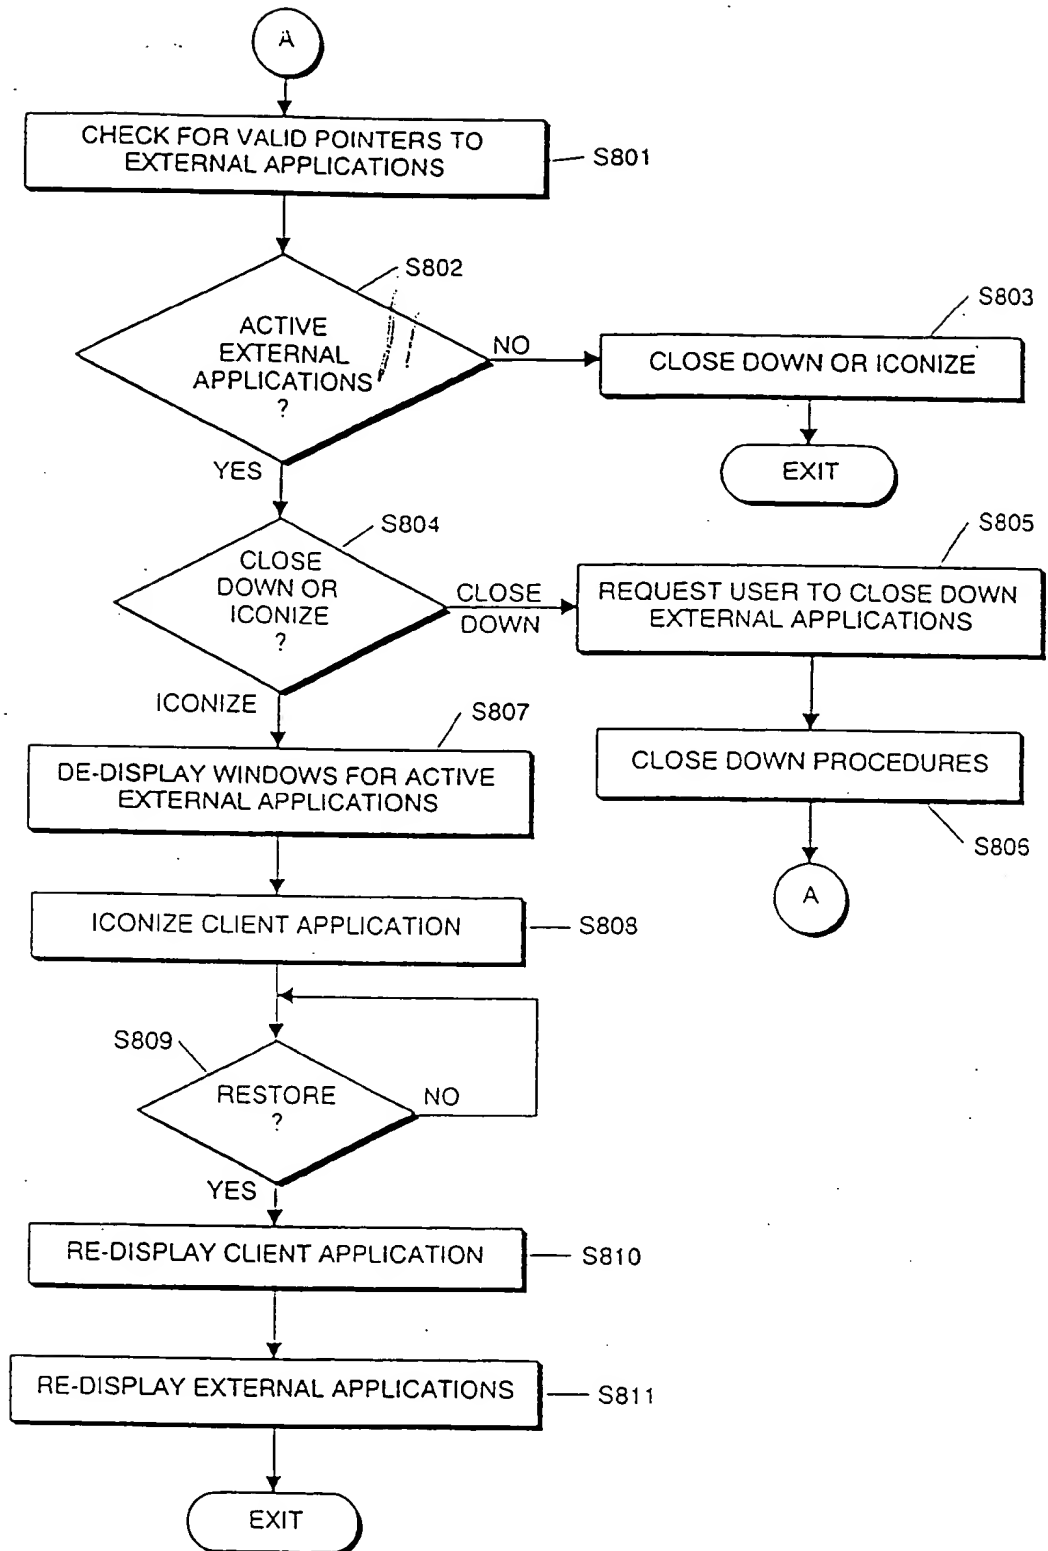 A
CHECK FOR VALID POINTERS TO
EXTERNAL APPLICATIONS
S801
S802
ACTIVE
EXTERNAL
APPLICATIONS
?
NO
S803
CLOSE DOWN OR ICONIZE
EXIT
YES
S804
CLOSE
DOWN OR
ICONIZE
?
CLOSE
DOWN
S805
REQUEST USER TO CLOSE DOWN
EXTERNAL APPLICATIONS
CLOSE DOWN PROCEDURES
S806
A
ICONIZE
S807
DE-DISPLAY WINDOWS FOR ACTIVE
EXTERNAL APPLICATIONS
ICONIZE CLIENT APPLICATION
S808
S809
RESTORE
?
NO
YES
RE-DISPLAY CLIENT APPLICATION
S810
RE-DISPLAY EXTERNAL APPLICATIONS
S811
EXIT